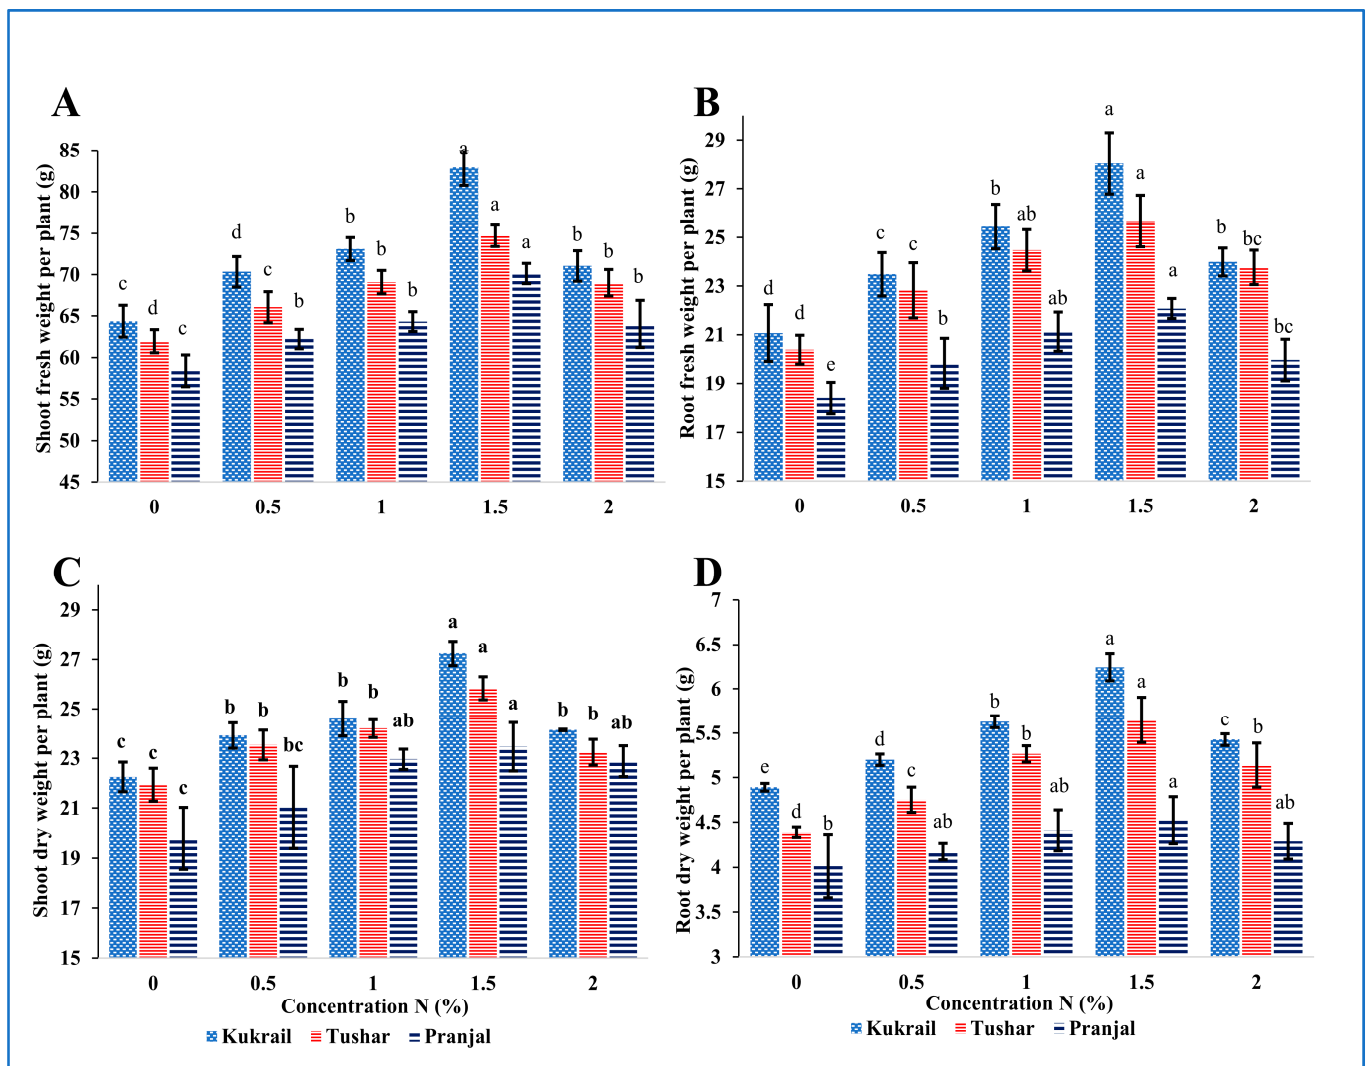 A
Shoot fresh weight per plant (g)
85
80
75
70
65
60
55
50
45
c d c
d c b
b b b
a a a
b b b
0 0.5 1 1.5 2
B
Root fresh weight per plant (g)
29
27
25
23
21
19
17
15
d d e
c c b
b ab ab
a a a
b bc bc
0 0.5 1 1.5 2
C
Shoot dry weight per plant (g)
29
27
25
23
21
19
17
15
c c c
b b bc
b b ab
a a a
b b ab
0 0.5 1 1.5 2
Concentration N (%)
Kukrail Tushar Pranjal
D
Root dry weight per plant (g)
7
6.5
6
5.5
5
4.5
4
3.5
3
e d b
d c ab
b b ab
a a a
c b ab
0 0.5 1 1.5 2
Concentration N (%)
Kukrail Tushar Pranjal